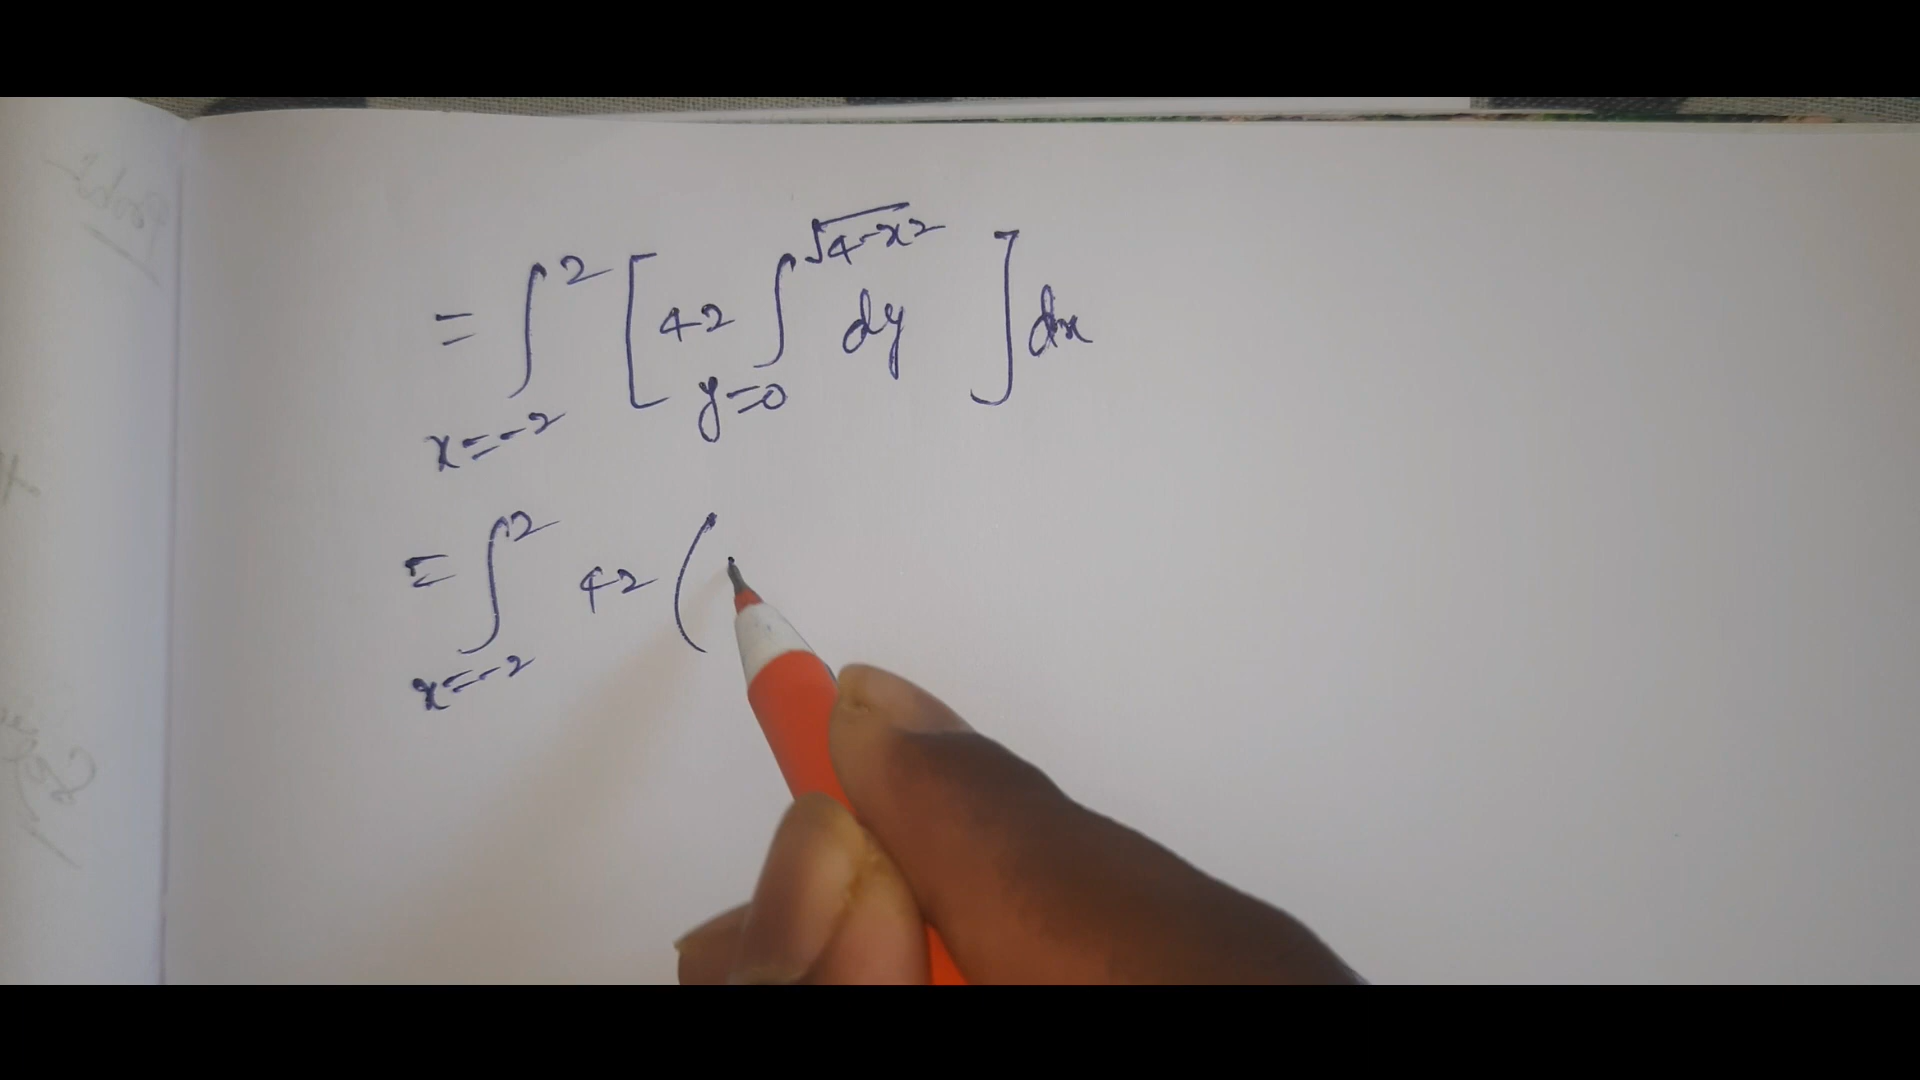 = ∫_{x=-2}^{2} [ 42 ∫_{y=0}^{√(4-x²)} dy ] dx
= ∫_{x=-2}^{2} 42 (